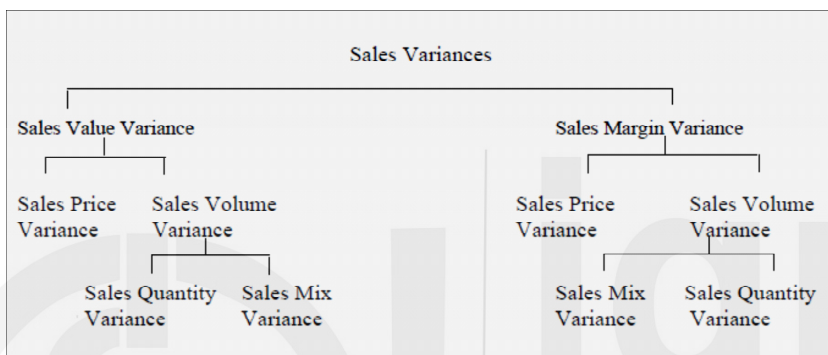 Sales Variances
Sales Value Variance
Sales Margin Variance
Sales Price
Variance
Sales Volume
Variance
Sales Price
Variance
Sales Volume
Variance
Sales Quantity
Variance
Sales Mix
Variance
Sales Mix
Variance
Sales Quantity
Variance